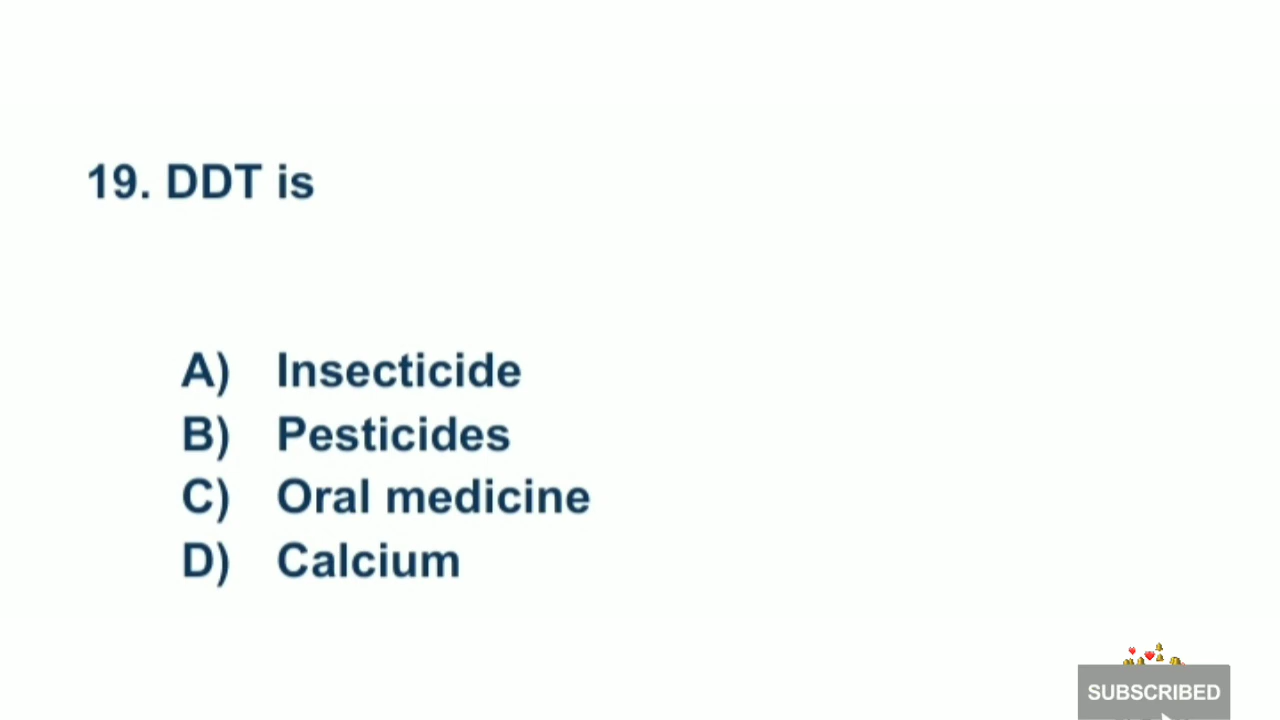 19. DDT is
A) Insecticide
B) Pesticides
C) Oral medicine
D) Calcium
SUBSCRIBED